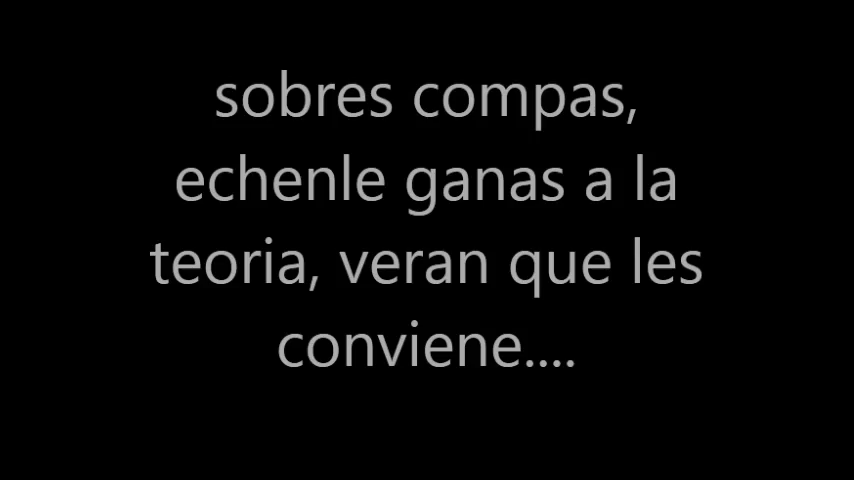 sobres compas,
echenle ganas a la
teoria, veran que les
conviene....